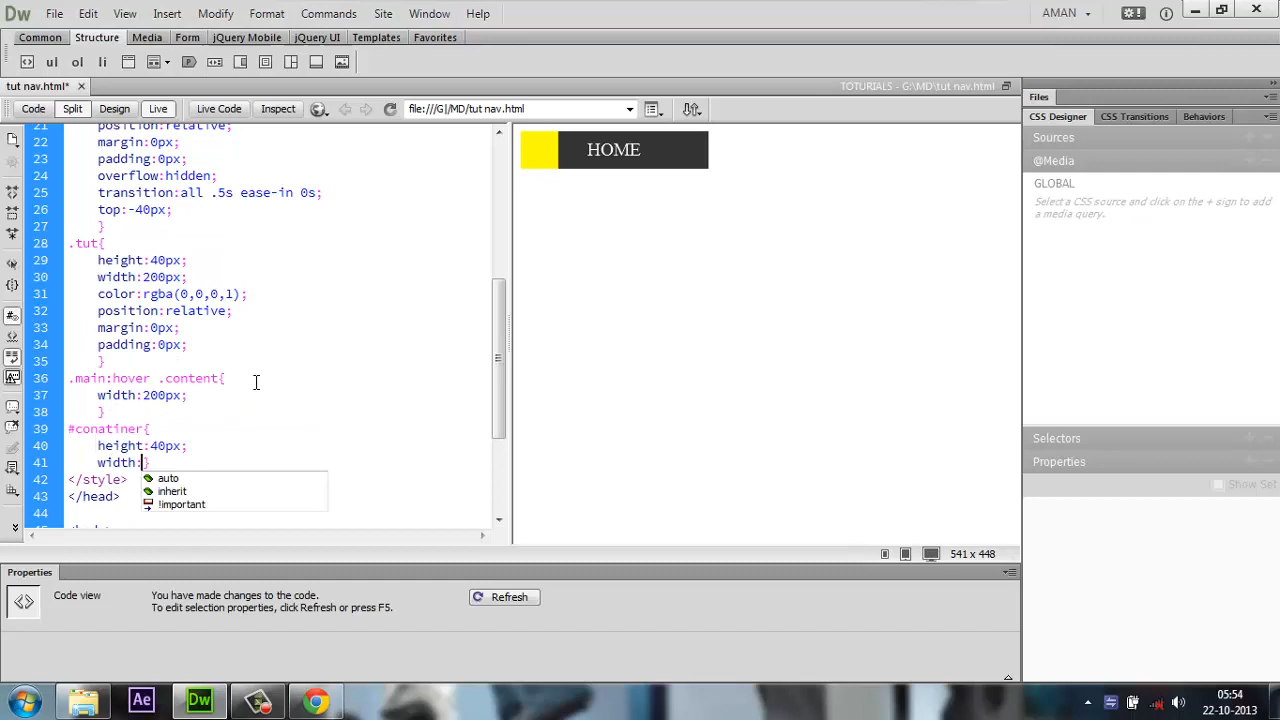 Dw File Edit View Insert Modify Format Commands Site Window Help AMAN
Common Structure Media Form jQuery Mobile jQuery UI Templates Favorites
ul ol li
tut nav.html* TOTURIALS - G:\MD\tut nav.html
Code Split Design Live Live Code Inspect file:///G|/MD/tut nav.html
21 position:relative;
22 margin:0px;
23 padding:0px;
24 overflow:hidden;
25 transition:all .5s ease-in 0s;
26 top:-40px;
27 }
28 .tut{
29 height:40px;
30 width:200px;
31 color:rgba(0,0,0,1);
32 position:relative;
33 margin:0px;
34 padding:0px;
35 }
36 .main:hover .content{
37 width:200px;
38 }
39 #conatiner{
40 height:40px;
41 width:}
42 </style>
43 </head>
44
auto
inherit
!important
HOME
541 x 448
Files
CSS Designer CSS Transitions Behaviors
Sources
@Media
GLOBAL
Select a CSS source and click on the + sign to
add a media query.
Selectors
Properties
Show Set
Properties
Code view
You have made changes to the code.
To edit selection properties, click Refresh or press F5.
Refresh
Ae Dw
05:54
22-10-2013